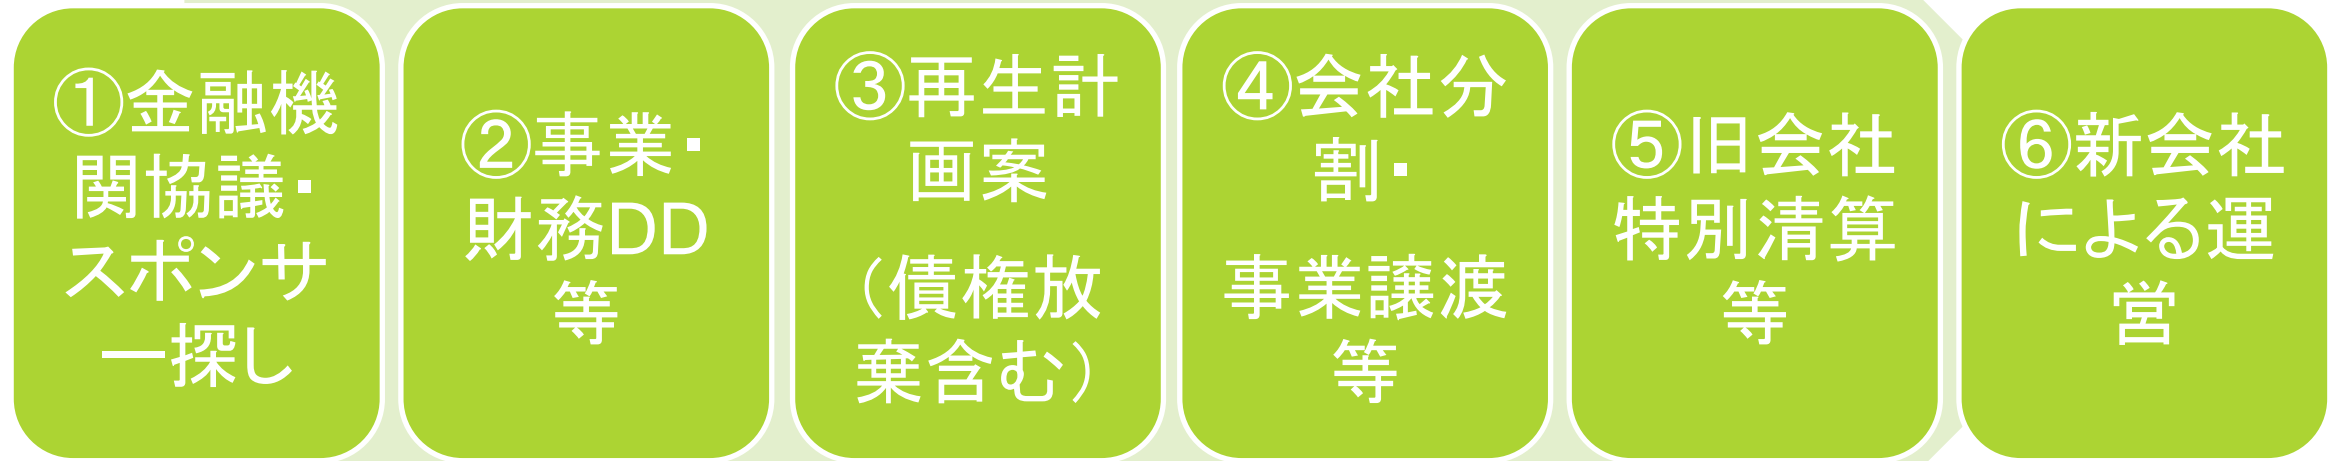 ①金融機
関協議・
スポンサ
ー探し
②事業・
財務DD
等
③再生計
画案
（債権放
棄含む）
④会社分
割・
事業譲渡
等
⑤旧会社
特別清算
等
⑥新会社
による運
営